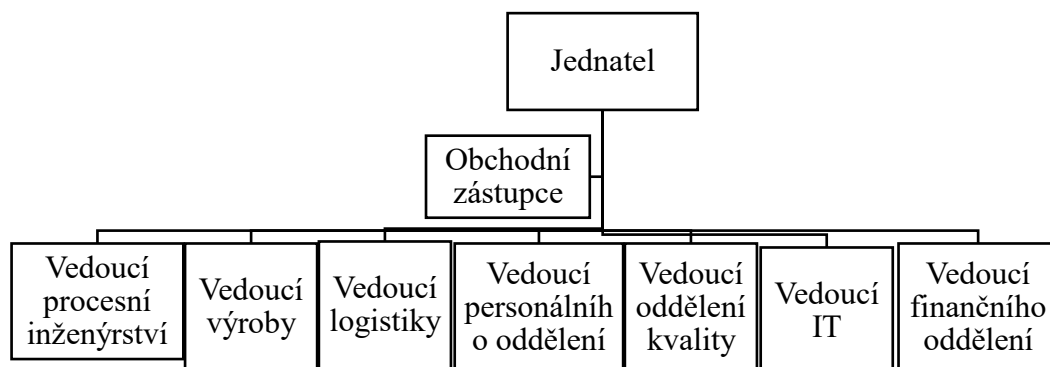 Jednatel
Obchodní
zástupce
Vedoucí
procesní
inženýrství
Vedoucí
výroby
Vedoucí
logistiky
Vedoucí
personálníh
o oddělení
Vedoucí
oddělení
kvality
Vedoucí
IT
Vedoucí
finančního
oddělení